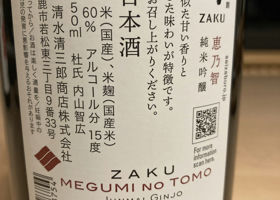 ZAKU
恵乃智
純米吟醸
似た甘い香りと
た味わいが特徴です。
お召し上がりください。
日本酒
米(国産)、米麹(国産米)
60% アルコール分 15度
50ml 杜氏 内山智広
清水清三郎商店株式会社
鹿市若松東三丁目9番33号
For more
information
scan here.
ZAKU
MEGUMI NO TOMO
JUNMAI GINJO